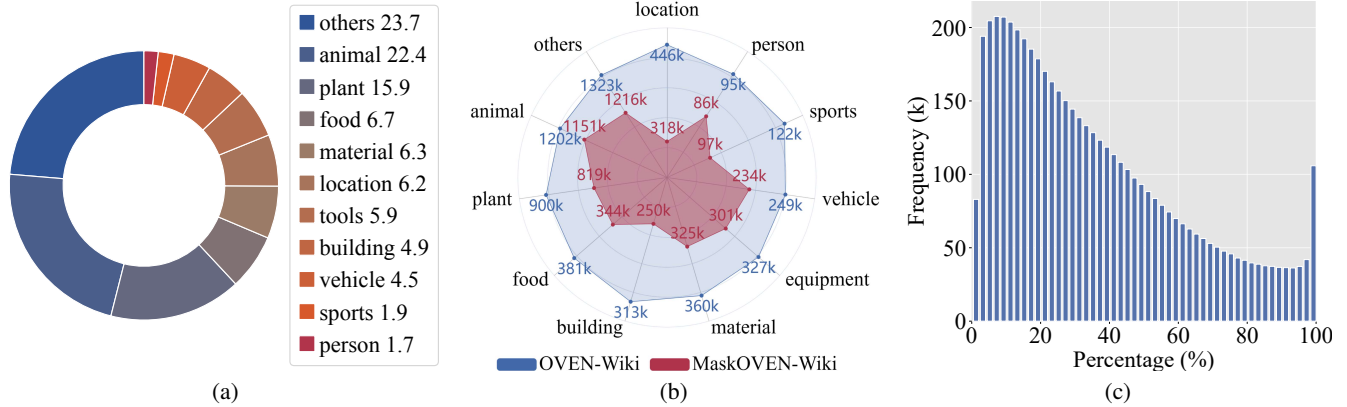 others 23.7
animal 22.4
plant 15.9
food 6.7
material 6.3
location 6.2
tools 5.9
building 4.9
vehicle 4.5
sports 1.9
person 1.7
(a)
location
person
sports
vehicle
equipment
material
building
food
plant
animal
others
446k
95k
122k
249k
327k
360k
313k
381k
900k
1202k
1323k
318k
86k
97k
234k
301k
325k
250k
344k
819k
1151k
1216k
OVEN-Wiki
MaskOVEN-Wiki
(b)
Frequency (k)
200
150
100
50
0
0 20 40 60 80 100
Percentage (%)
(c)